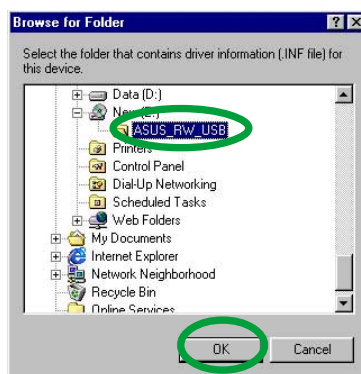 Browse for Folder
Select the folder that contains driver information (.INF file) for
this device.
Data (D:)
New (E:)
ASUS_RW_USB
Printers
Control Panel
Dial-Up Networking
Scheduled Tasks
Web Folders
My Documents
Internet Explorer
Network Neighborhood
Recycle Bin
Online Services
OK
Cancel